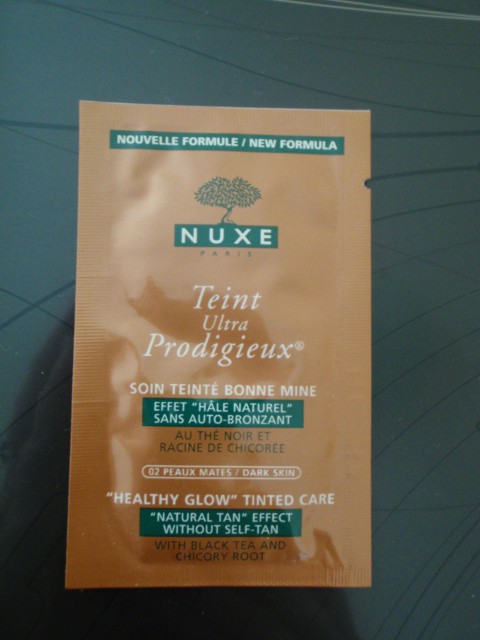 NOUVELLE FORMULE / NEW FORMULA
NUXE
PARIS
Teint
Ultra
Prodigieux®
SOIN TEINTÉ BONNE MINE
EFFET "HÂLE NATUREL"
SANS AUTO-BRONZANT
AU THÉ NOIR ET
RACINE DE CHICORÉE
02 PEAUX MATES / DARK SKIN
"HEALTHY GLOW" TINTED CARE
"NATURAL TAN" EFFECT
WITHOUT SELF-TAN
WITH BLACK TEA AND
CHICORY ROOT